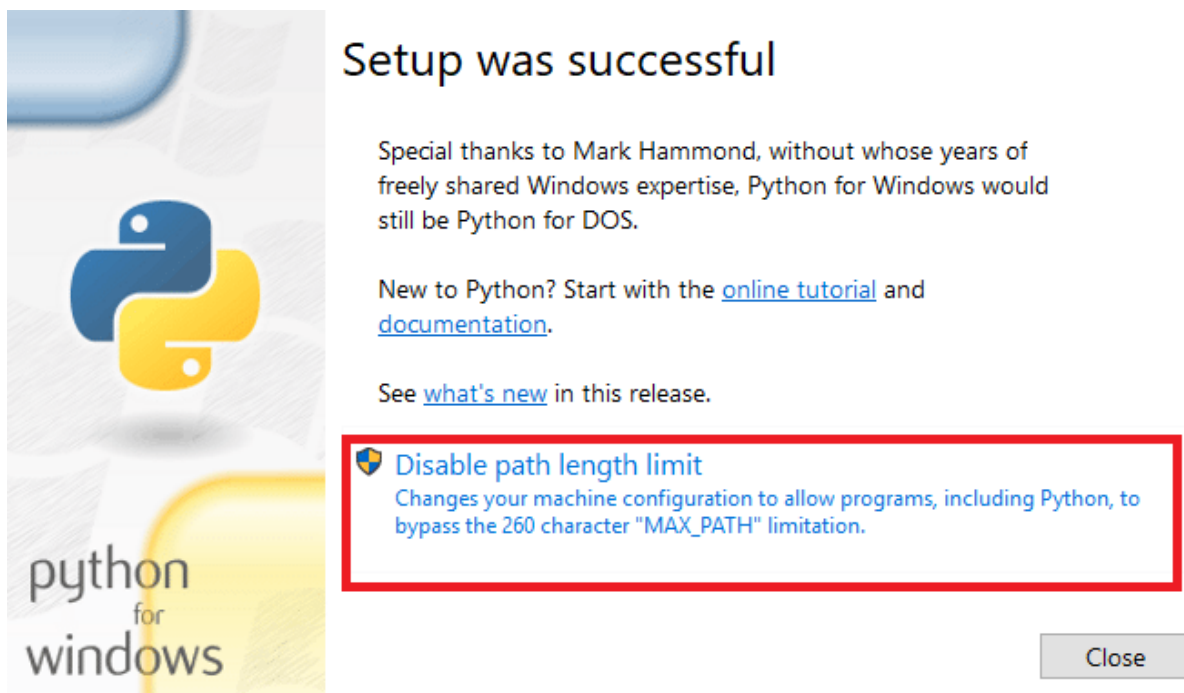 Setup was successful
Special thanks to Mark Hammond, without whose years of
freely shared Windows expertise, Python for Windows would
still be Python for DOS.
New to Python? Start with the online tutorial and
documentation.
See what's new in this release.
Disable path length limit
Changes your machine configuration to allow programs, including Python, to
bypass the 260 character "MAX_PATH" limitation.
python
for
windows
Close